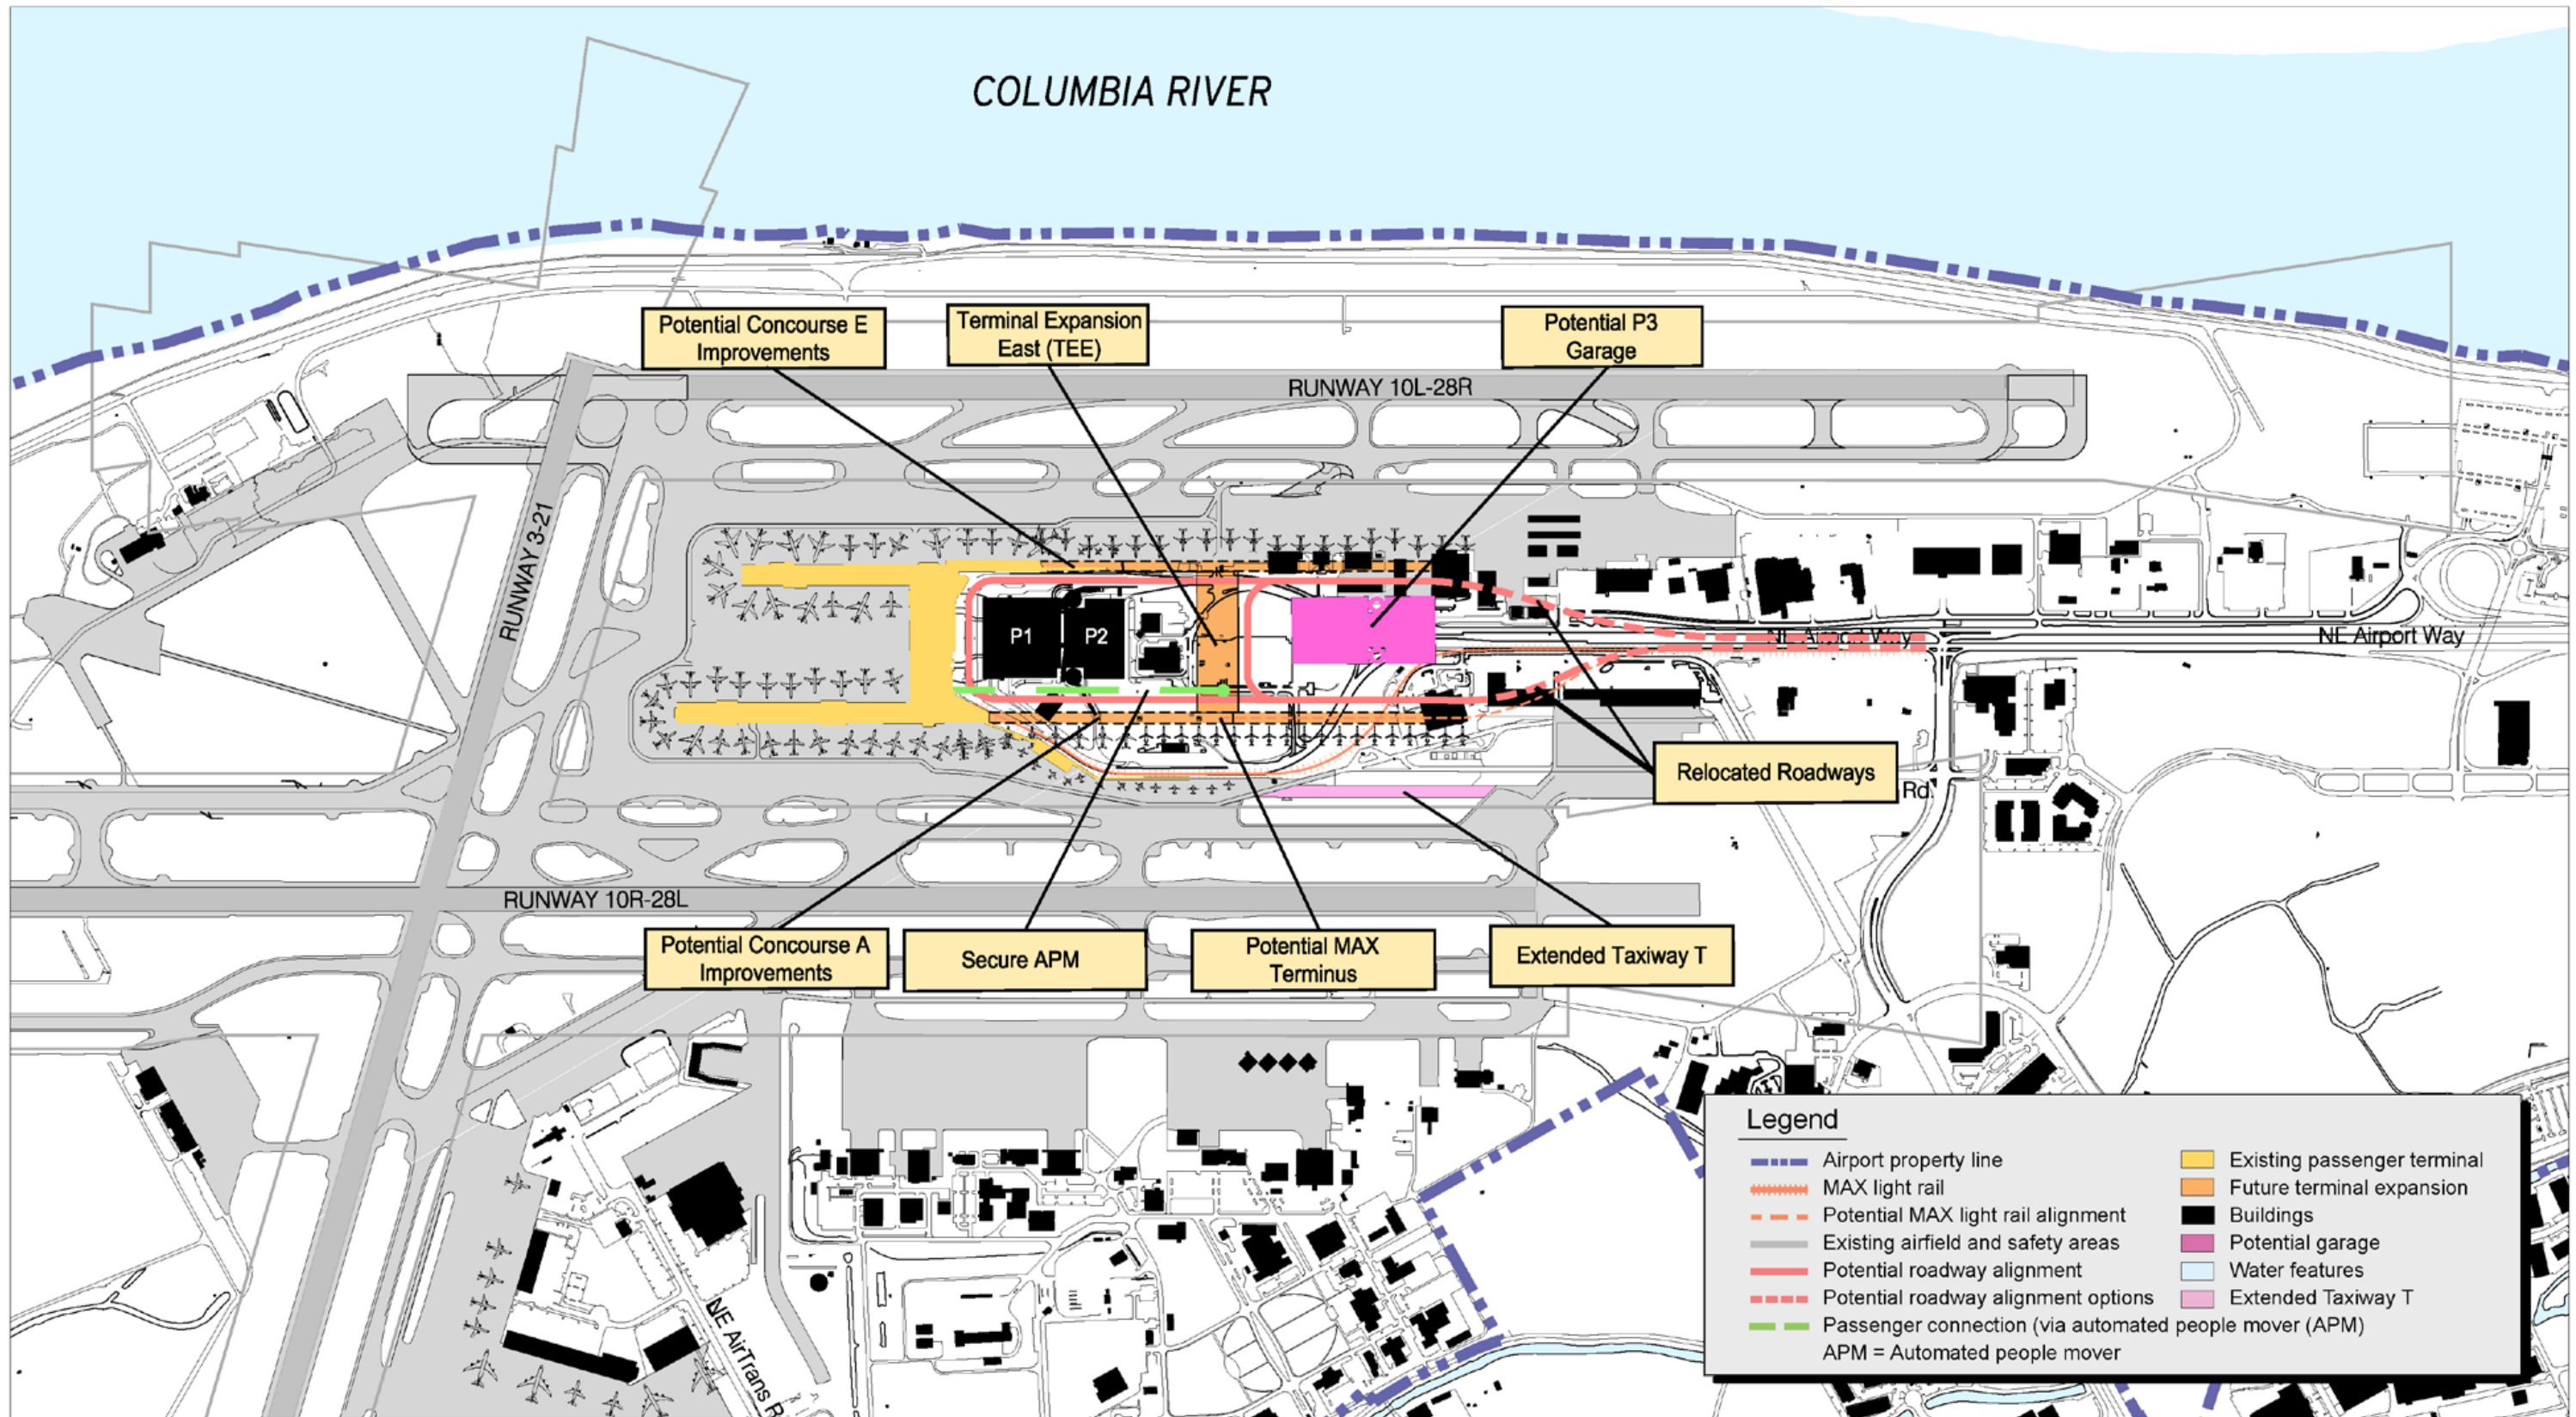 COLUMBIA RIVER
Potential Concourse E
Improvements
Terminal Expansion
East (TEE)
Potential P3
Garage
RUNWAY 10L-28R
RUNWAY 3-21
P1
P2
NE Airport Way
NE Airport Way
Relocated Roadways
Rd.
RUNWAY 10R-28L
Potential Concourse A
Improvements
Secure APM
Potential MAX
Terminus
Extended Taxiway T
NE AirTrans R
Legend
Airport property line
MAX light rail
Potential MAX light rail alignment
Existing airfield and safety areas
Potential roadway alignment
Potential roadway alignment options
Passenger connection (via automated people mover (APM)
APM = Automated people mover
Existing passenger terminal
Future terminal expansion
Buildings
Potential garage
Water features
Extended Taxiway T